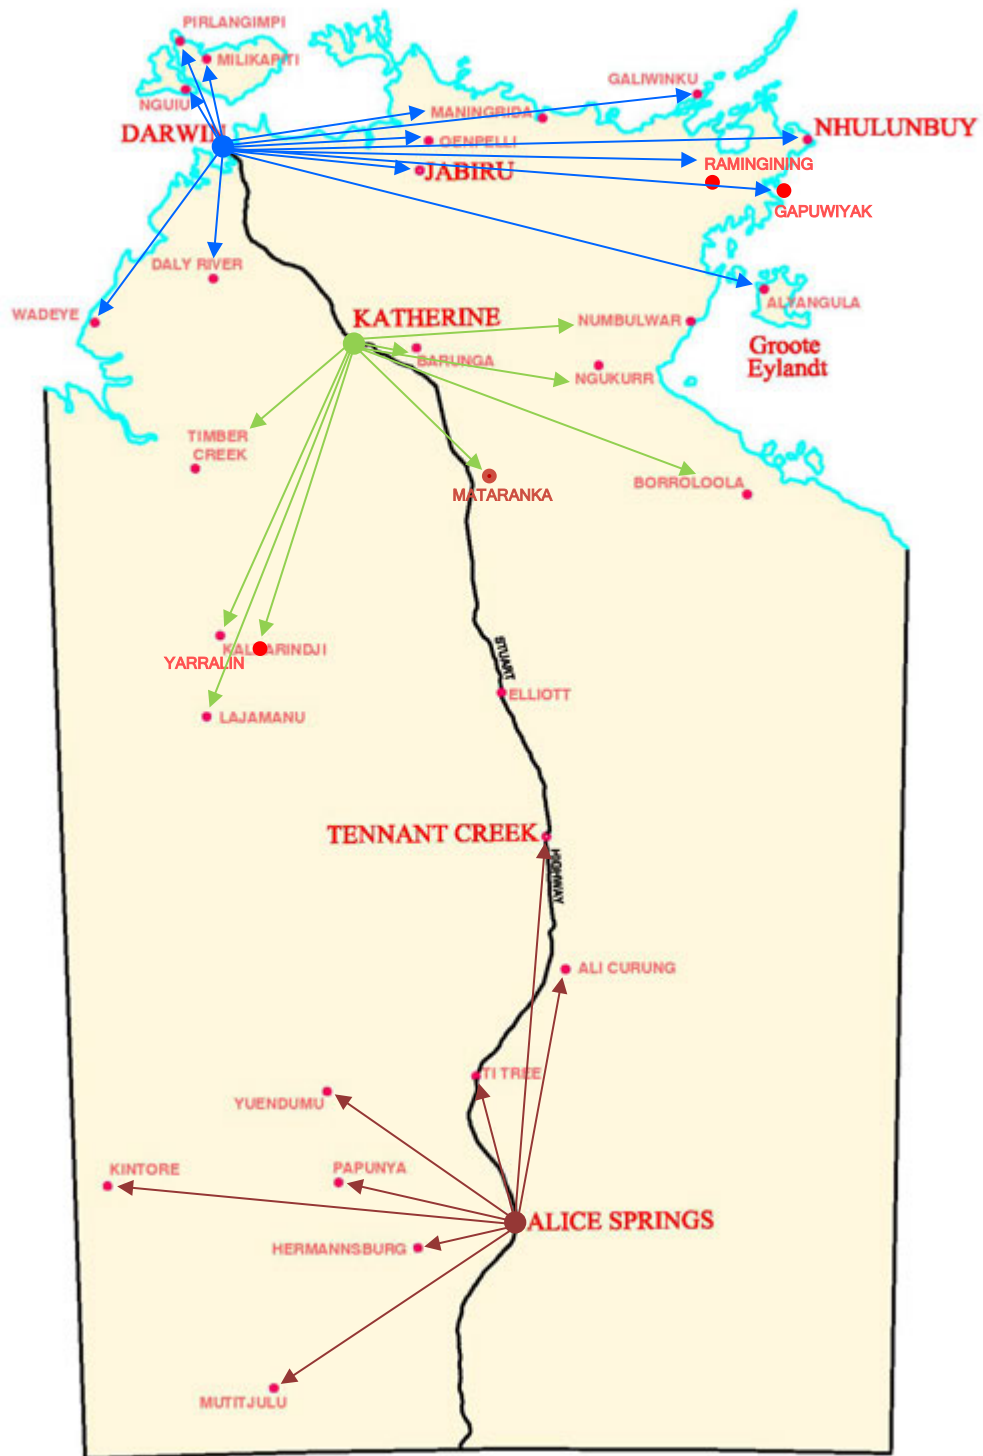 PIRLANGIMPI
MILIKAPITI
GALIWINKU
NGUIU
MANINGRIDA
DARWIN
NHULUNBUY
OENPELLI
RAMINGINING
JABIRU
GAPUWIYAK
DALY RIVER
ALYANGULA
WADEYE
KATHERINE
NUMBULWAR
Groote
Eylandt
BARUNGA
NGUKURR
TIMBER
CREEK
BORROLOOLA
MATARANKA
STUART
KALKARINDJI
YARRALIN
ELLIOTT
LAJAMANU
TENNANT CREEK
HIGHWAY
ALI CURUNG
TI TREE
YUENDUMU
KINTORE
PAPUNYA
ALICE SPRINGS
HERMANNSBURG
MUTITJULU